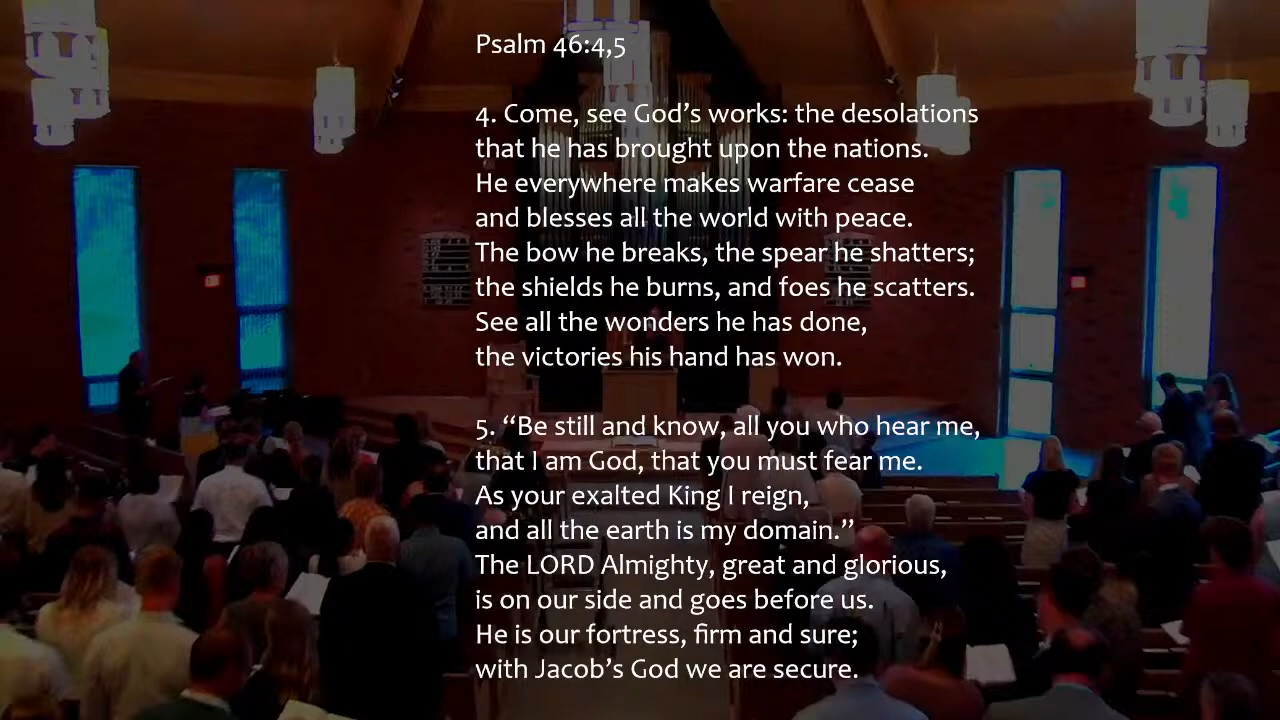 Psalm 46:4,5
4. Come, see God’s works: the desolations
that he has brought upon the nations.
He everywhere makes warfare cease
and blesses all the world with peace.
The bow he breaks, the spear he shatters;
the shields he burns, and foes he scatters.
See all the wonders he has done,
the victories his hand has won.
5. “Be still and know, all you who hear me,
that I am God, that you must fear me.
As your exalted King I reign,
and all the earth is my domain.”
The LORD Almighty, great and glorious,
is on our side and goes before us.
He is our fortress, firm and sure;
with Jacob’s God we are secure.